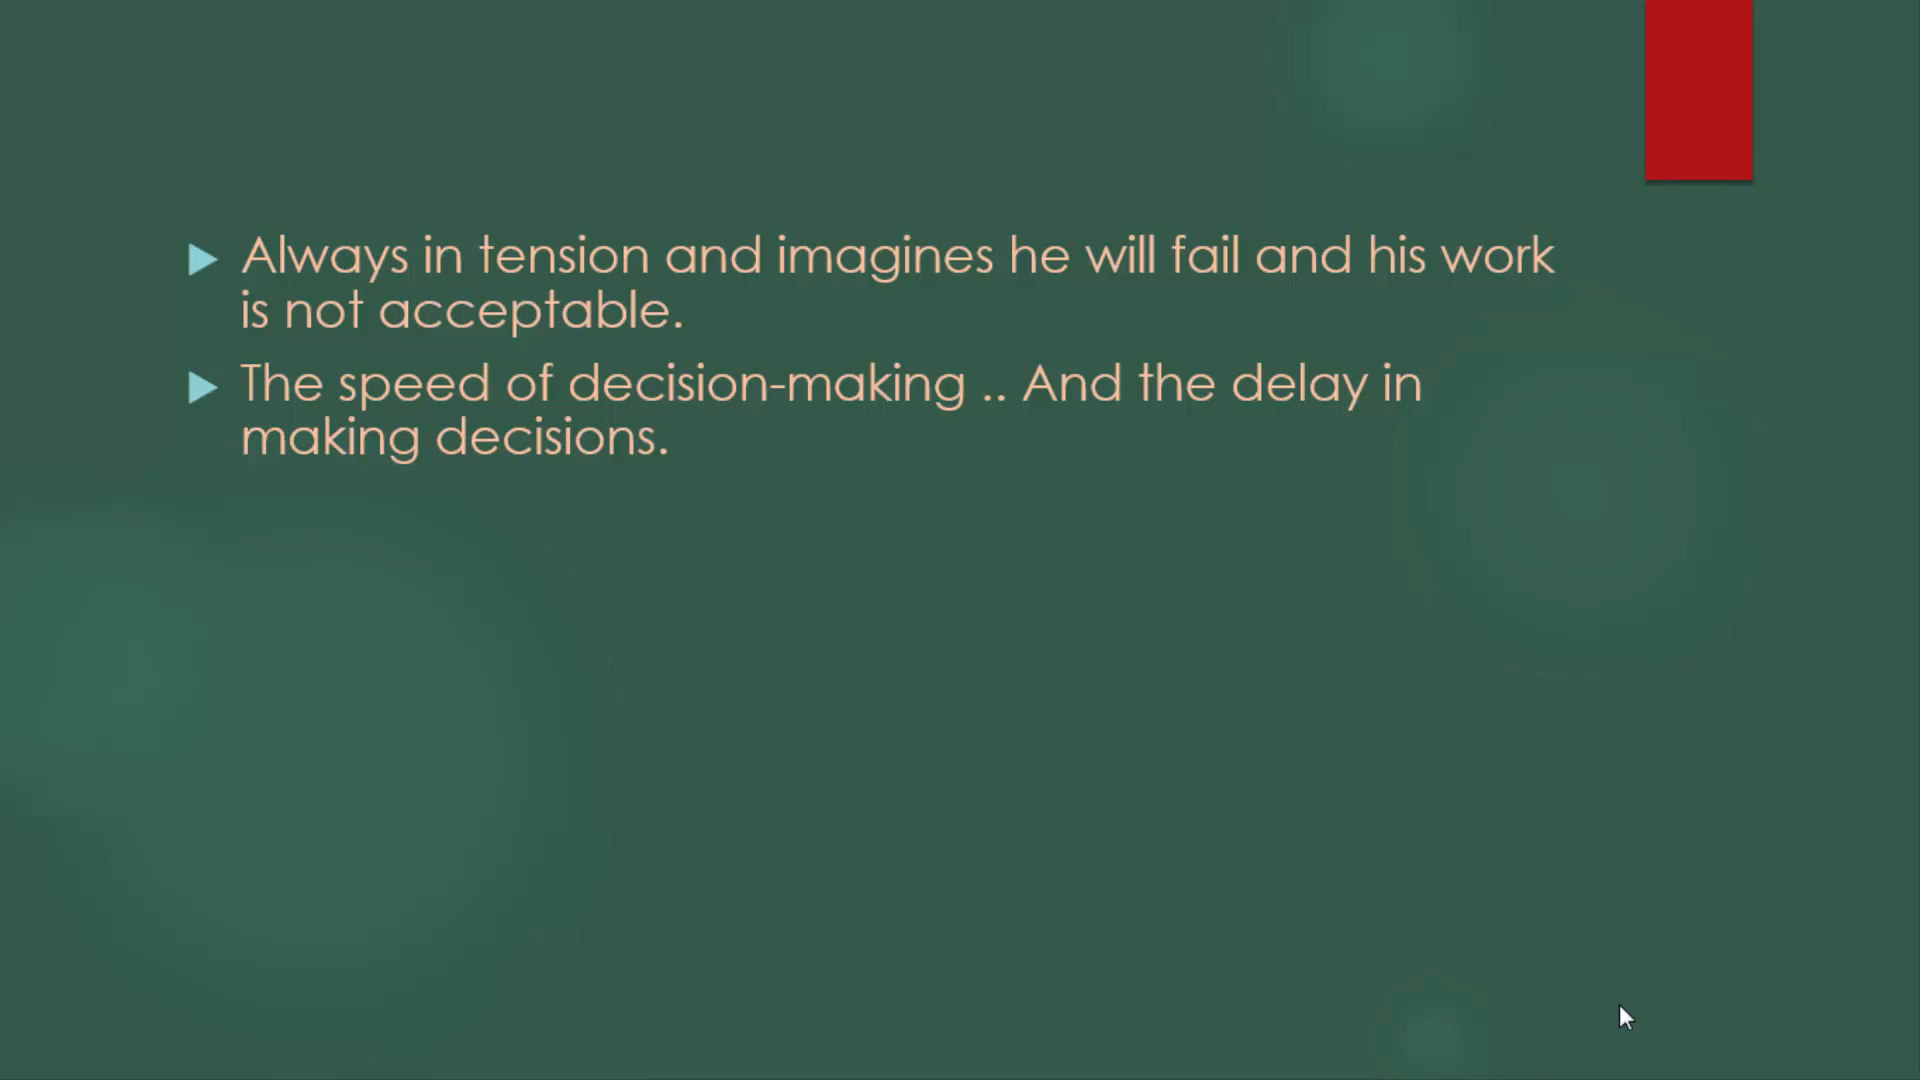 Always in tension and imagines he will fail and his work
is not acceptable.
The speed of decision-making .. And the delay in
making decisions.